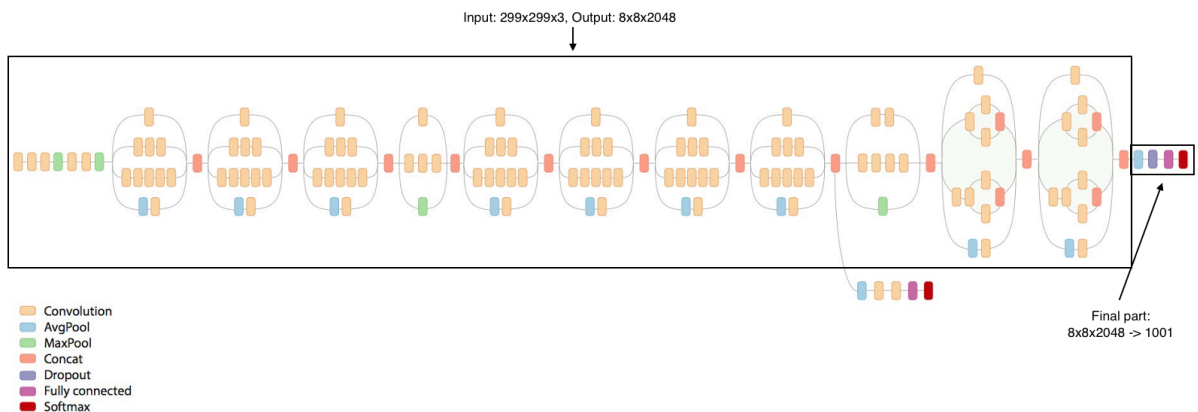 Input: 299x299x3, Output: 8x8x2048
Convolution
AvgPool
MaxPool
Concat
Dropout
Fully connected
Softmax
Final part:
8x8x2048 -> 1001